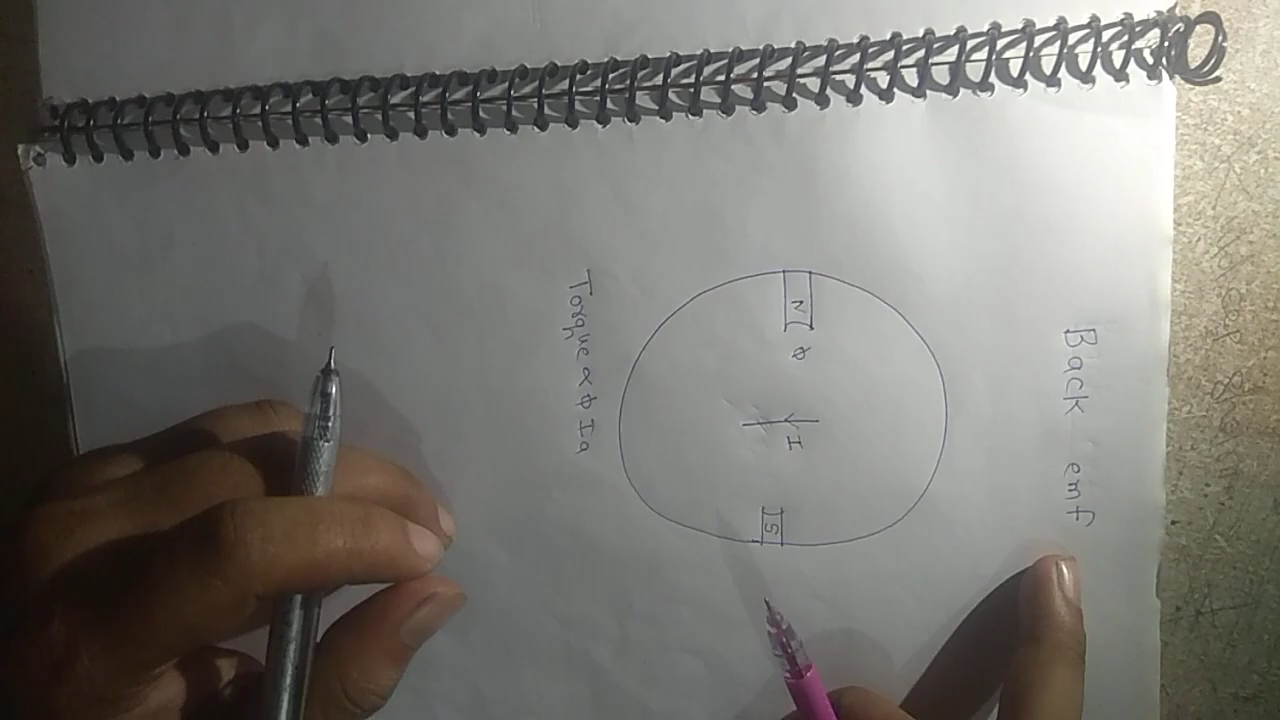 Back emf
N
φ
I
S
Torque ∝ φ Ia